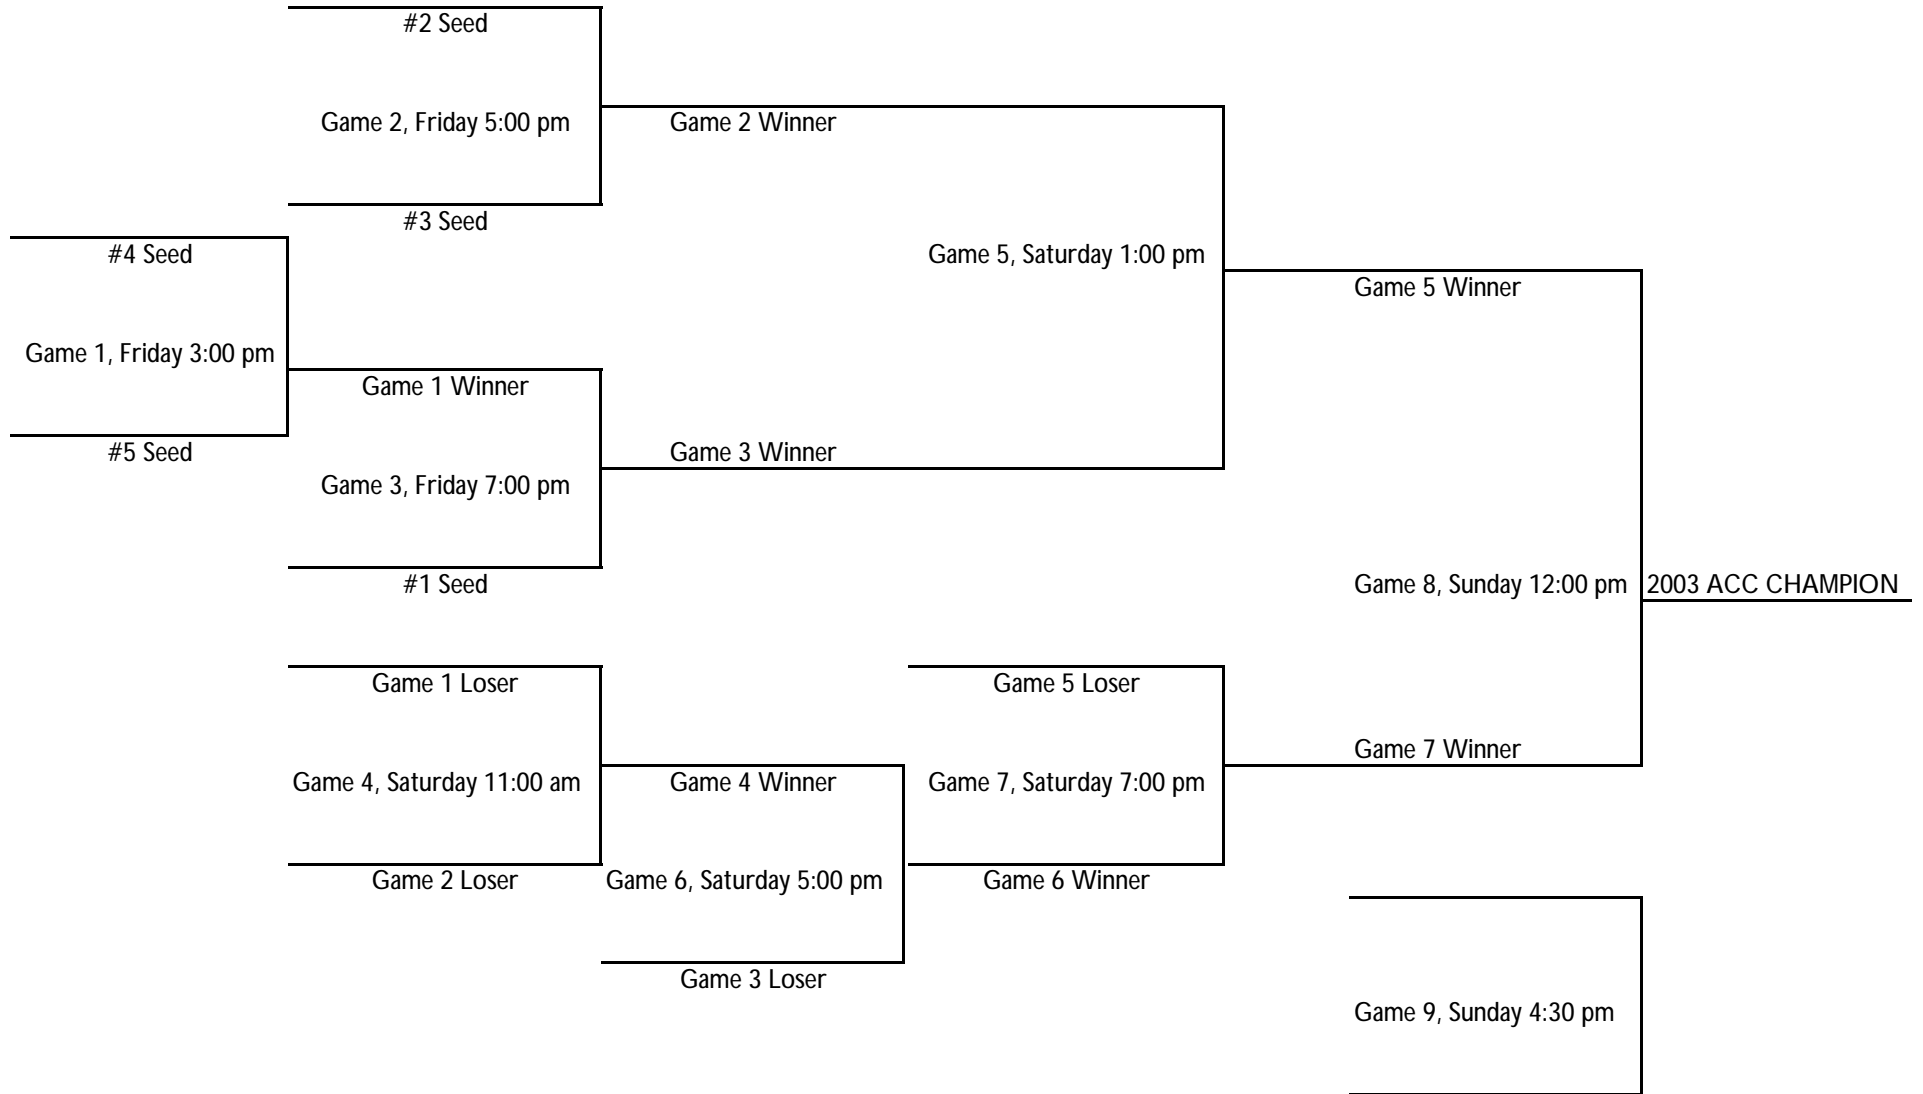 #2 Seed
Game 2, Friday 5:00 pm
Game 2 Winner
#3 Seed
#4 Seed
Game 5, Saturday 1:00 pm
Game 5 Winner
Game 1, Friday 3:00 pm
Game 1 Winner
#5 Seed
Game 3 Winner
Game 3, Friday 7:00 pm
#1 Seed
Game 8, Sunday 12:00 pm
2003 ACC CHAMPION
Game 1 Loser
Game 5 Loser
Game 7 Winner
Game 4, Saturday 11:00 am
Game 4 Winner
Game 7, Saturday 7:00 pm
Game 2 Loser
Game 6, Saturday 5:00 pm
Game 6 Winner
Game 3 Loser
Game 9, Sunday 4:30 pm